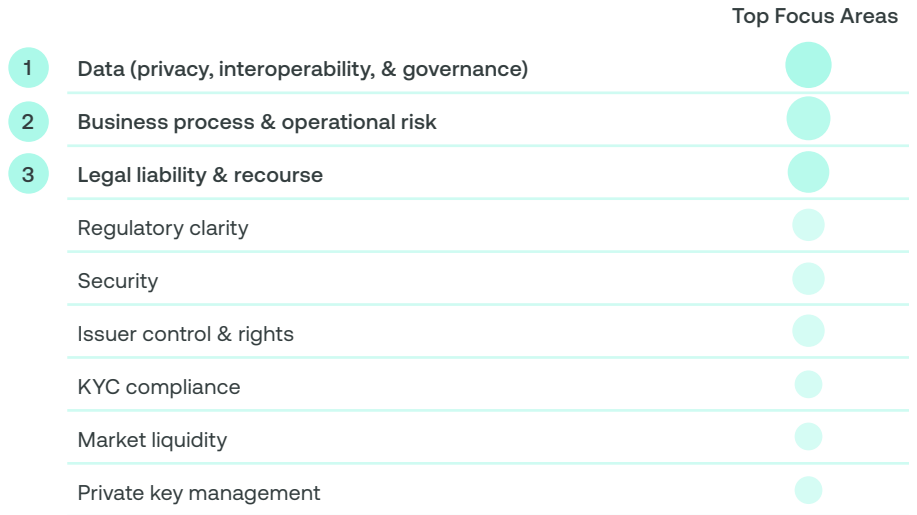 Top Focus Areas
1 Data (privacy, interoperability, & governance)
2 Business process & operational risk
3 Legal liability & recourse
Regulatory clarity
Security
Issuer control & rights
KYC compliance
Market liquidity
Private key management